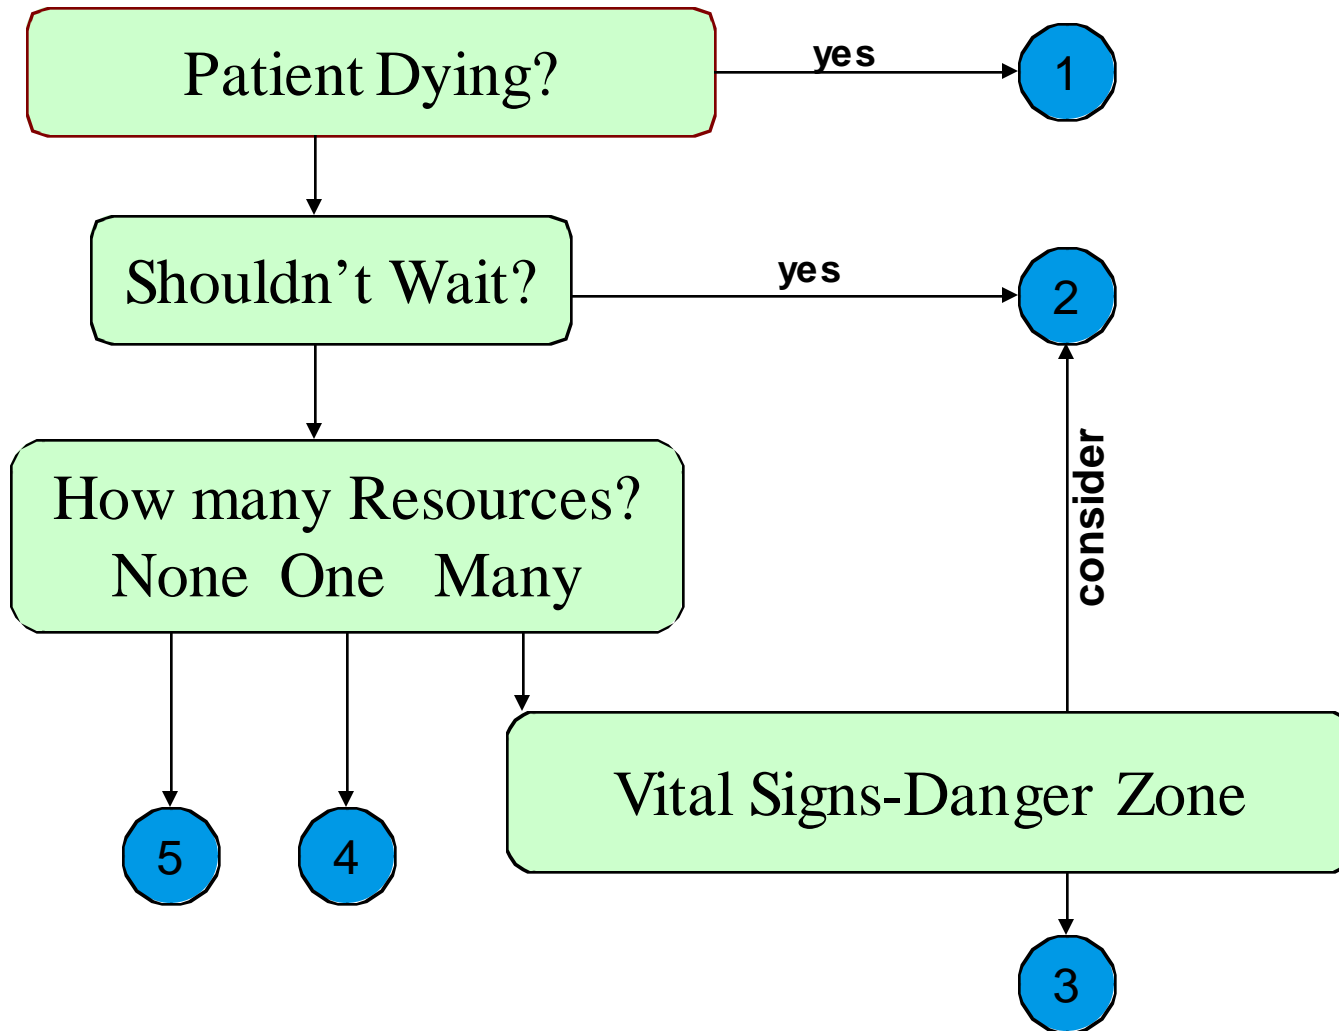 Patient Dying?
yes
1
Shouldn’t Wait?
yes
2
consider
How many Resources?
None One Many
Vital Signs-Danger Zone
5
4
3